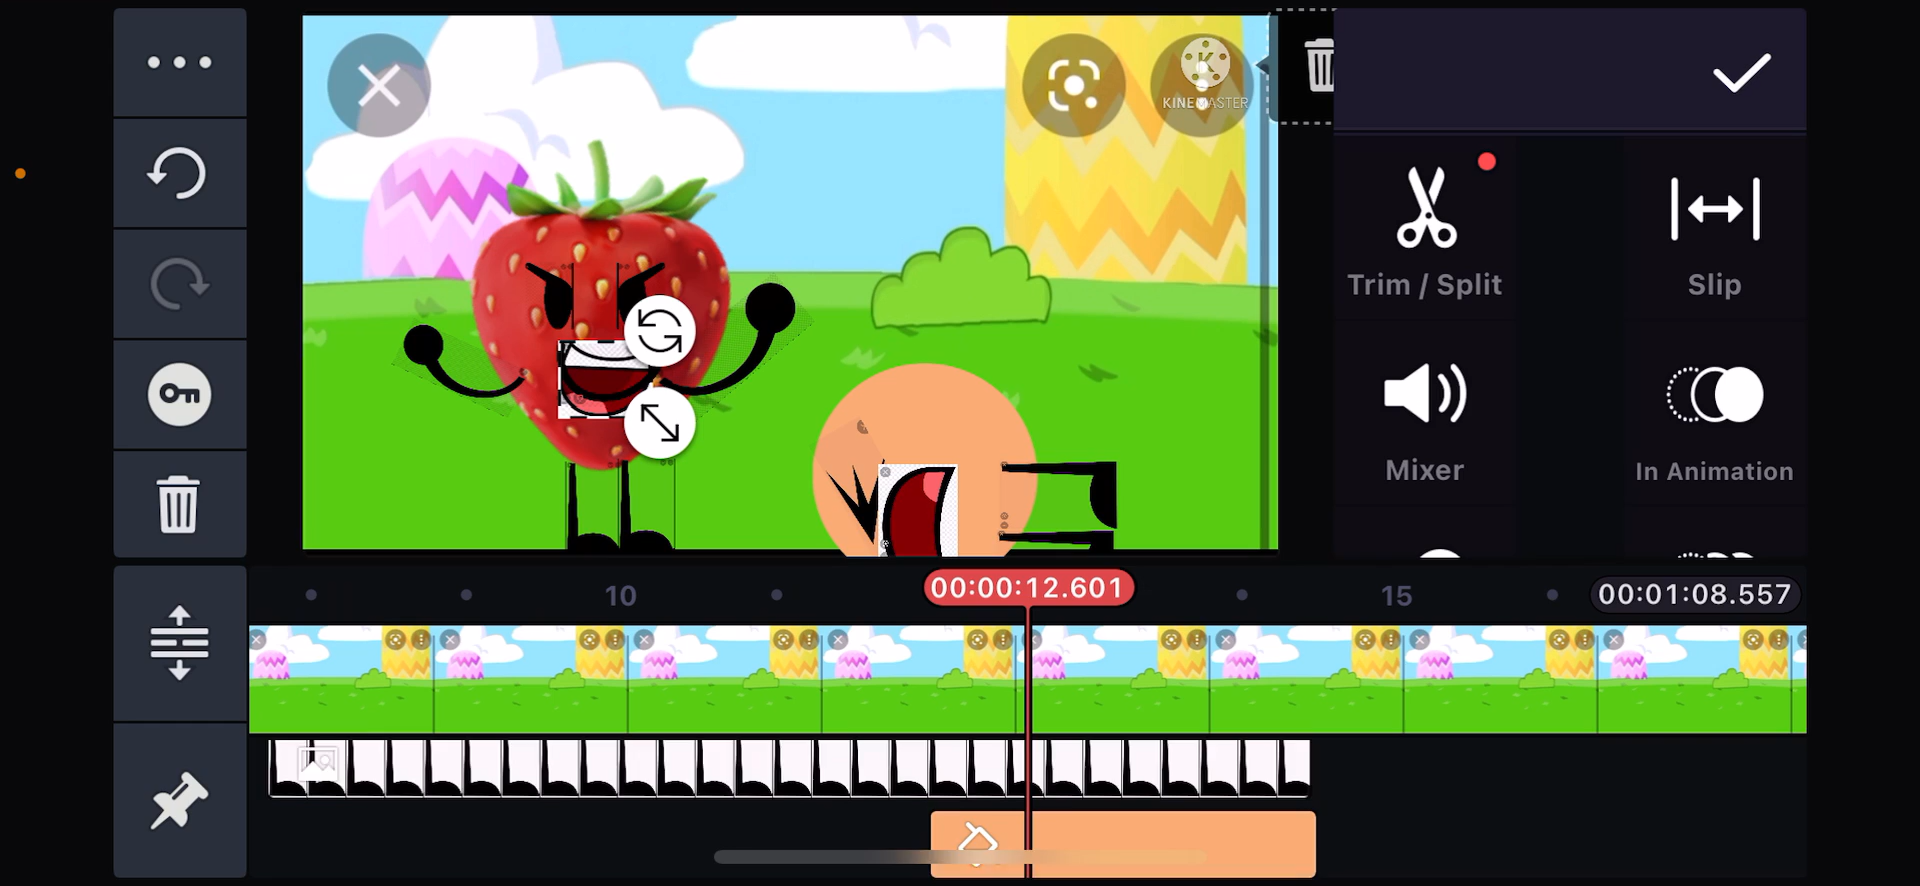 KINEMASTER
Trim / Split
Slip
Mixer
In Animation
10
00:00:12.601
15
00:01:08.557